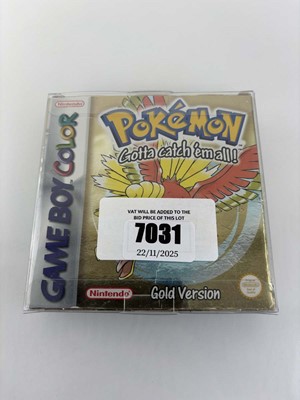 Nintendo
GAME BOY COLOR
POKéMON
Gotta catch 'em all!
VAT WILL BE ADDED TO THE
BID PRICE OF THIS LOT
7031
22/11/2025
Nintendo
Gold Version